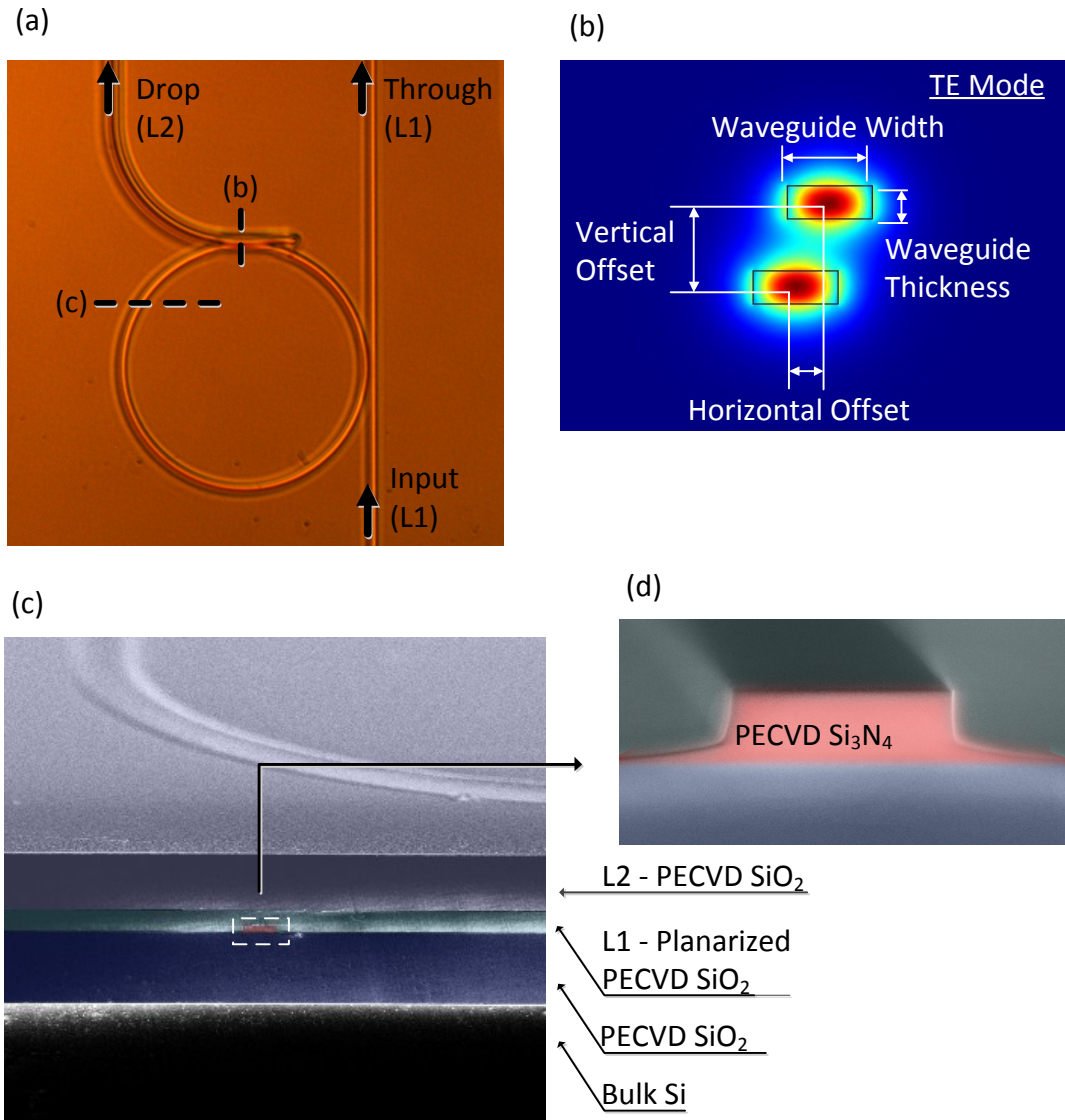 (a)
Drop
(L2)
Through
(L1)
(b)
(c)
Input
(L1)
(b)
TE Mode
Waveguide Width
Vertical
Offset
Waveguide
Thickness
Horizontal Offset
(c)
(d)
PECVD Si₃N₄
L2 - PECVD SiO₂
L1 - Planarized
PECVD SiO₂
PECVD SiO₂
Bulk Si